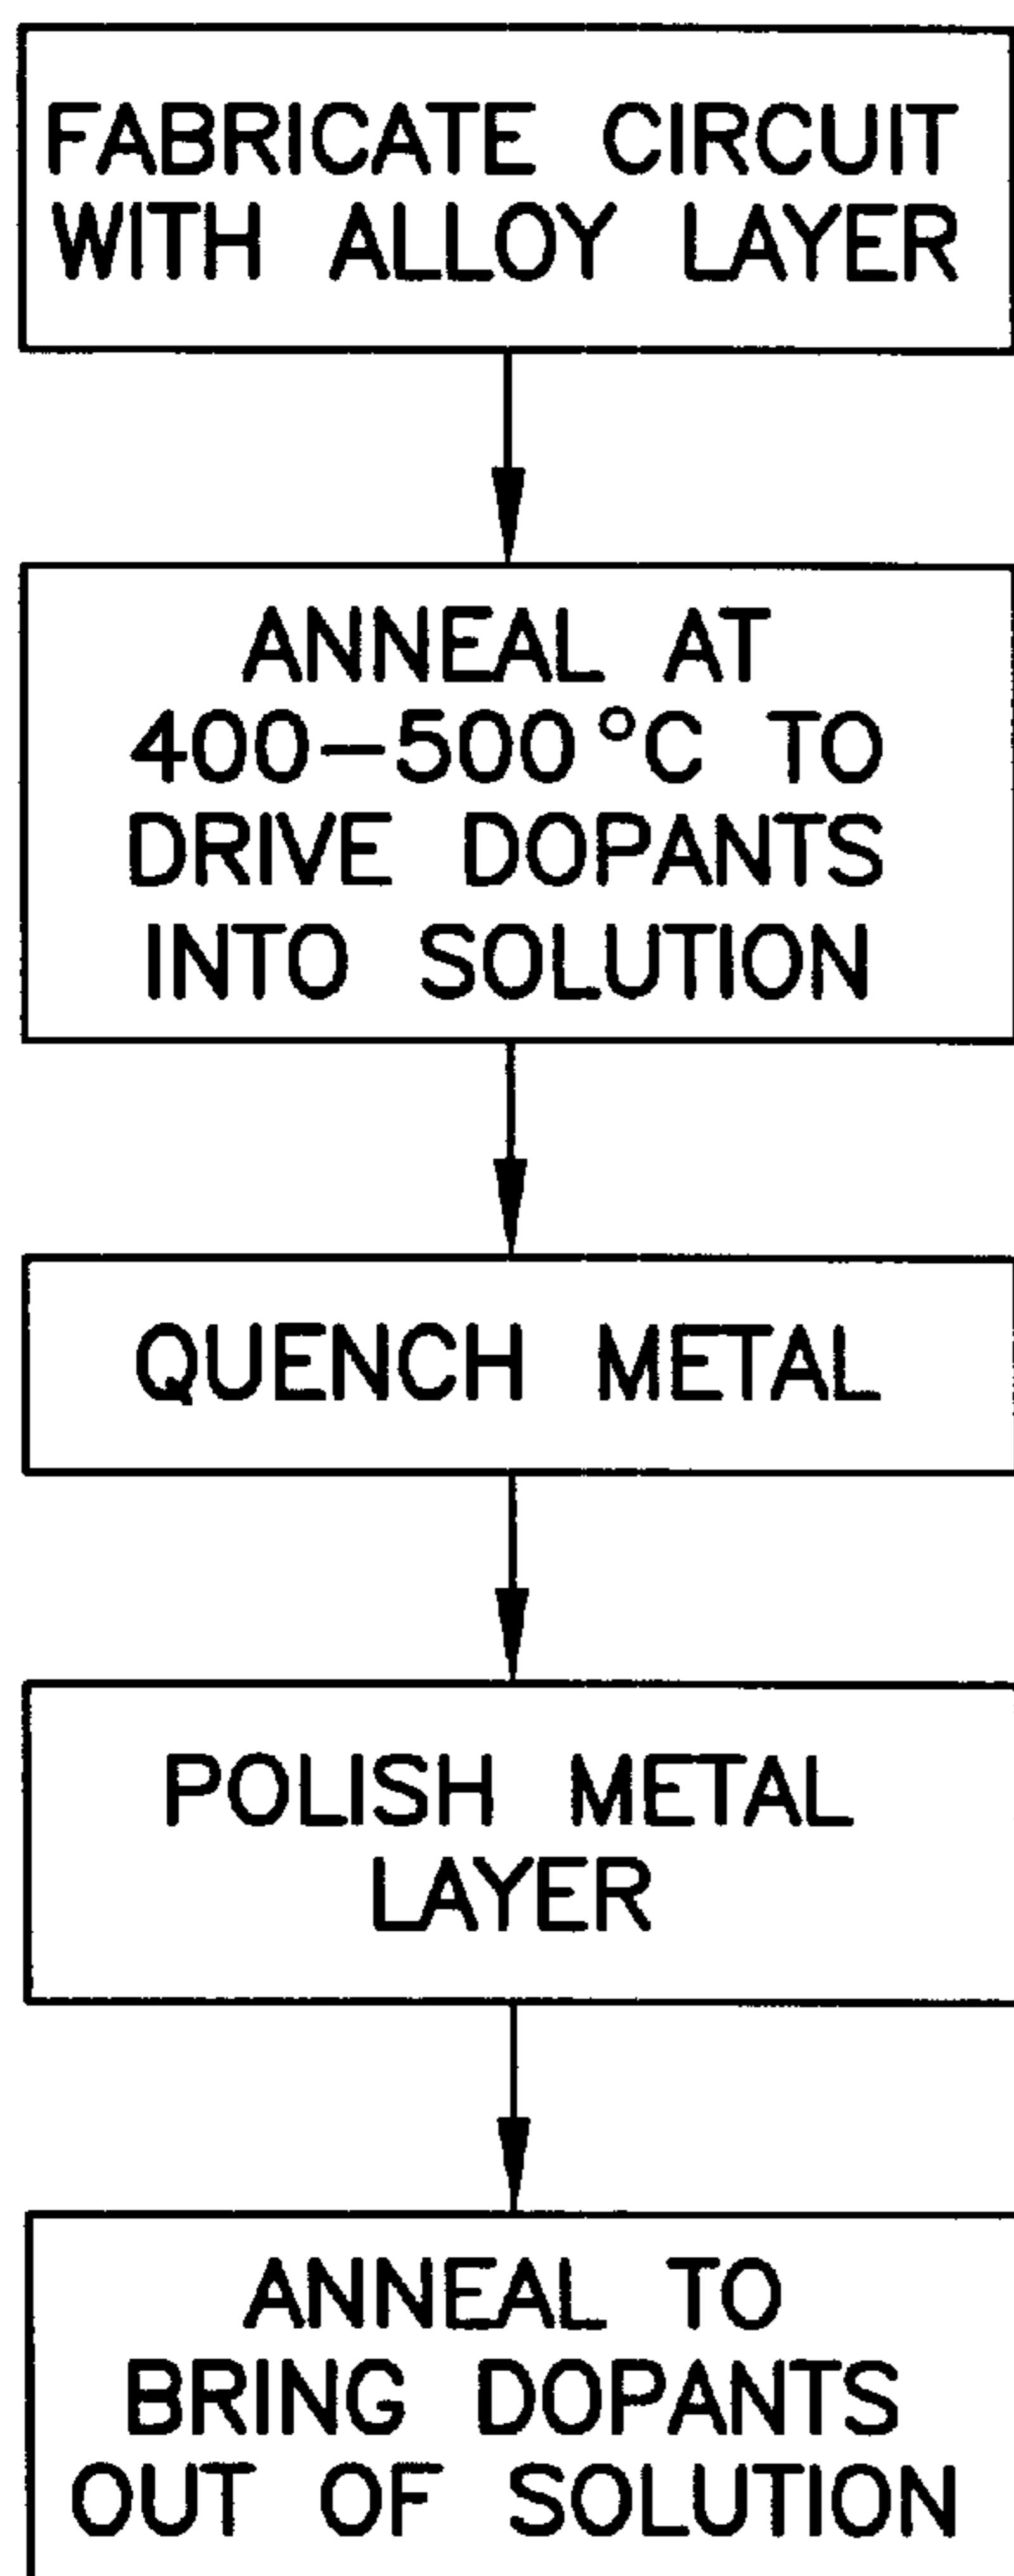 FABRICATE CIRCUIT
WITH ALLOY LAYER
ANNEAL AT
400-500°C TO
DRIVE DOPANTS
INTO SOLUTION
QUENCH METAL
POLISH METAL
LAYER
ANNEAL TO
BRING DOPANTS
OUT OF SOLUTION